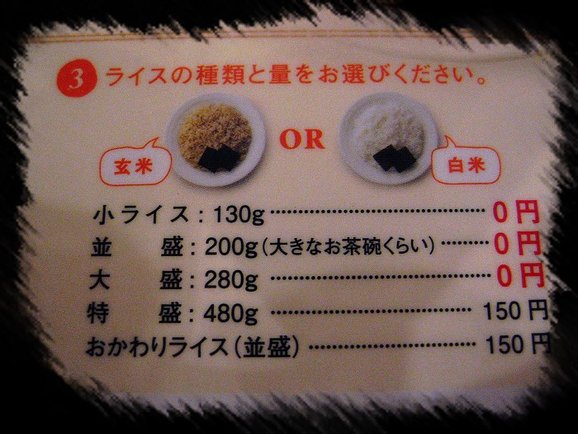 3 ライスの種類と量をお選びください。
玄米 OR 白米
小ライス：130g ……………………………… 0円
並　盛：200g（大きなお茶碗くらい）……… 0円
大　盛：280g ……………………………… 0円
特　盛：480g ……………………………… 150円
おかわりライス（並盛）……………………… 150円